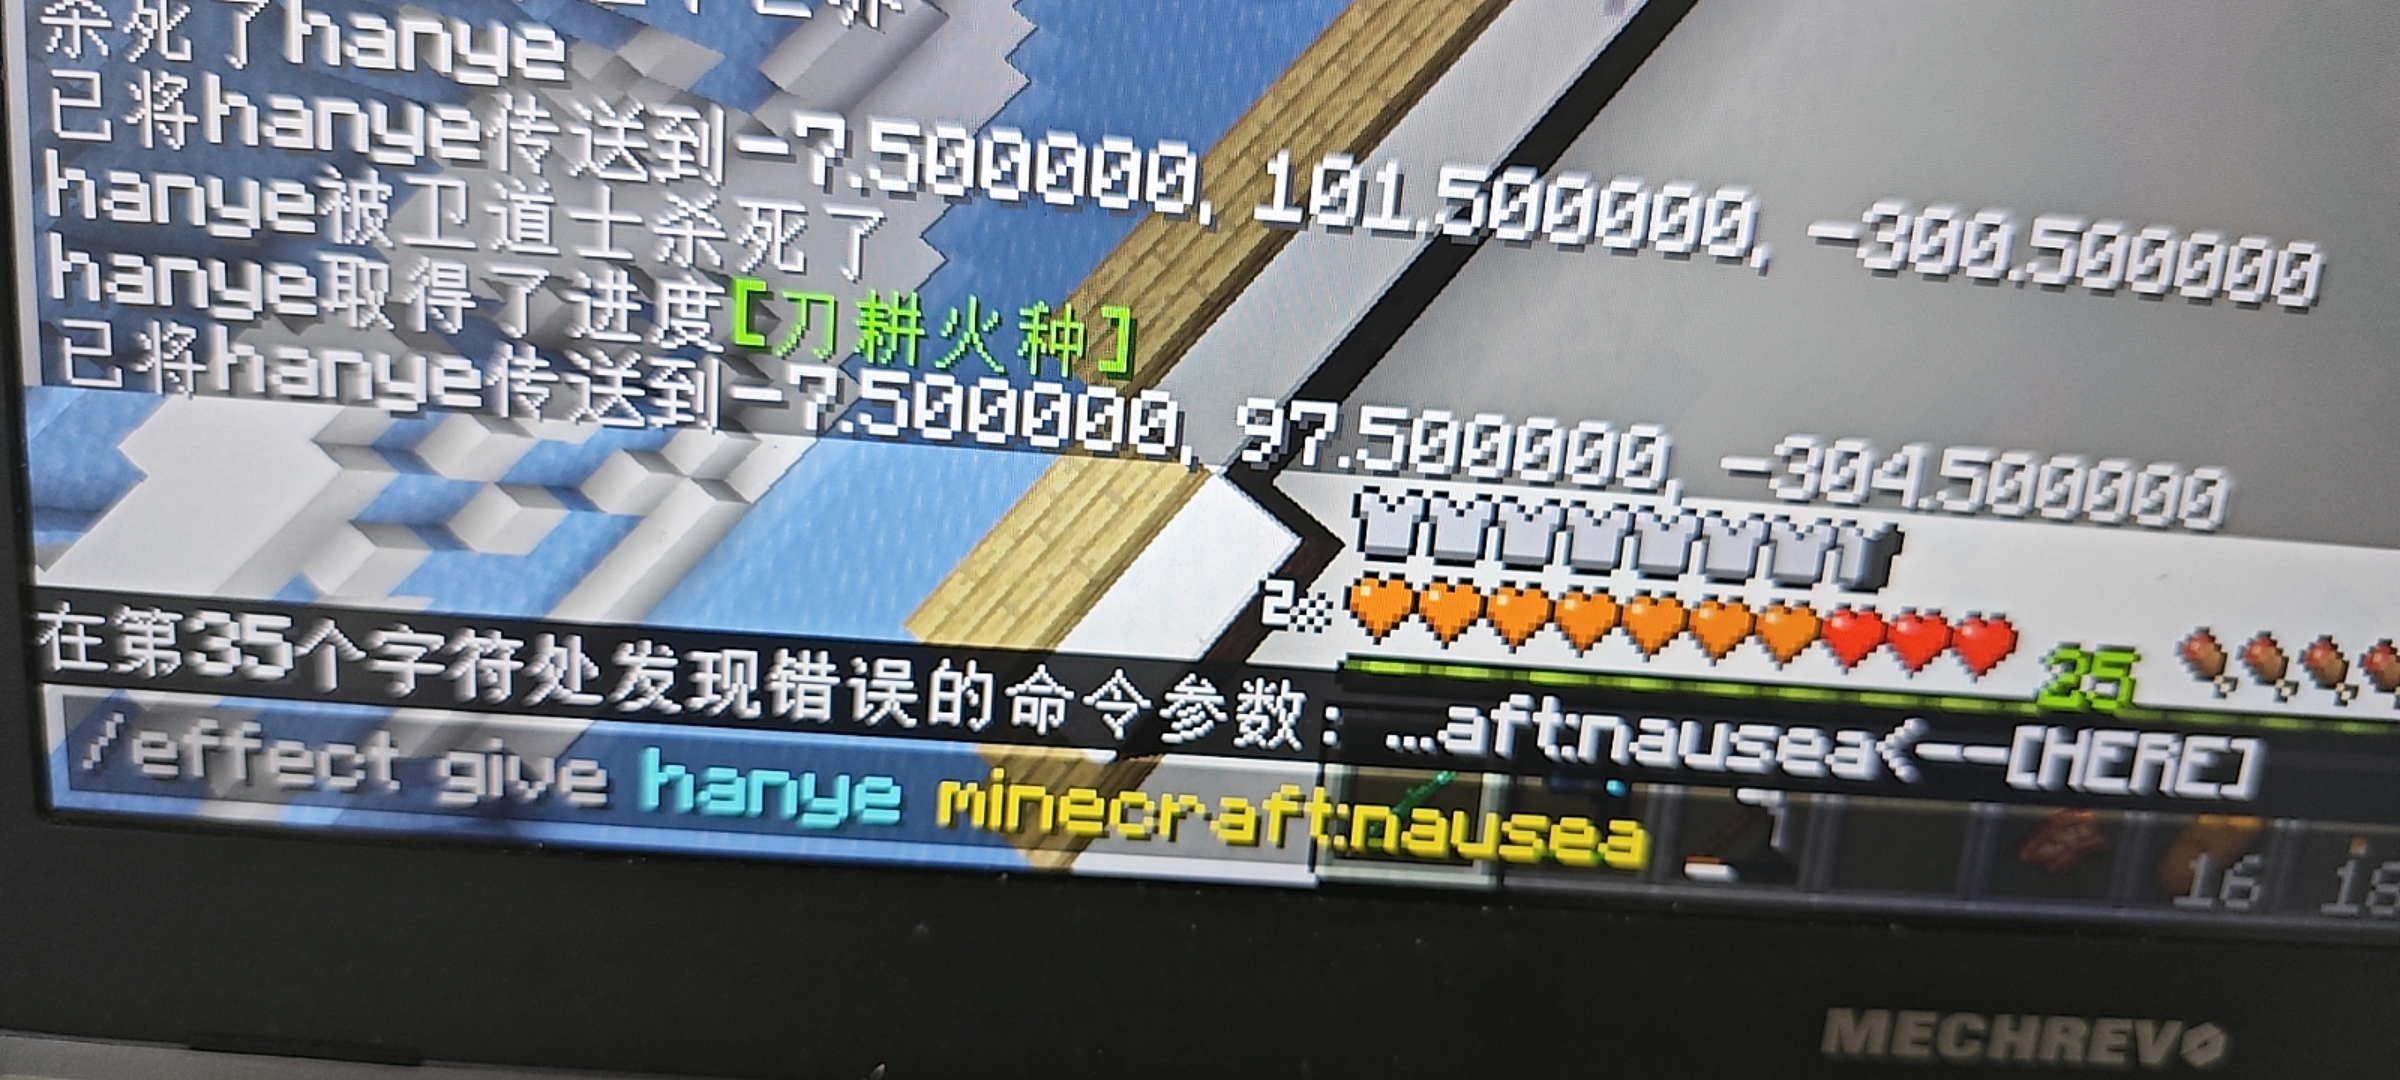 杀死了hanye
已将hanye传送到-7.500000, 101.500000, -300.500000
hanye被卫道士杀死了
hanye取得了进度[刀耕火种]
已将hanye传送到-7.500000, 97.500000, -304.500000
2
25
在第35个字符处发现错误的命令参数：...aft:nausea<--[HERE]
/effect give hanye minecraft:nausea
16
18
MECHREVO